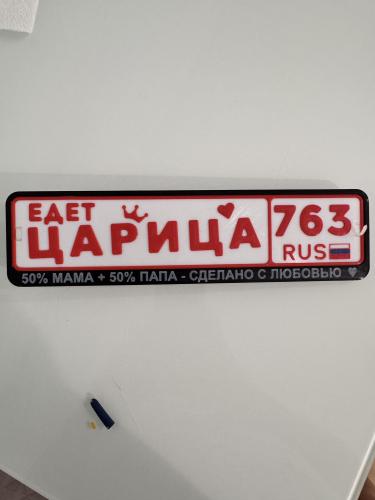 ЕДЕТ
ЦАРИЦА
763
RUS
50% МАМА + 50% ПАПА - СДЕЛАНО С ЛЮБОВЬЮ ♥